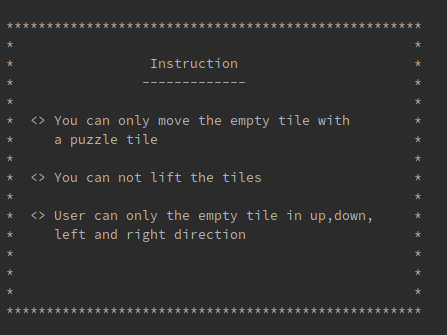 ****************************************************
* *
* Instruction *
* ------------- *
* *
* <> You can only move the empty tile with
* a puzzle tile *
* *
* <> You can not lift the tiles *
* *
* <> User can only the empty tile in up,down, *
* left and right direction *
* *
* *
* *
****************************************************